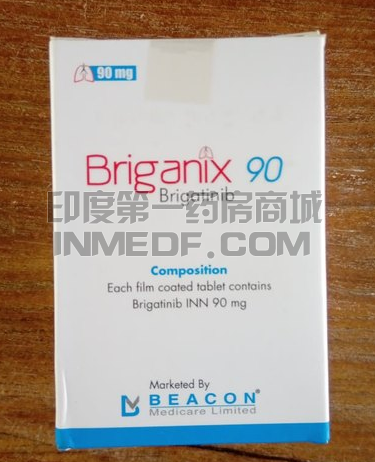 90 mg
Briganix 90
Brigatinib
印度第一药房商城
INMEDF.COM
Composition
Each film coated tablet contains
Brigatinib INN 90 mg
Marketed By
BEACON®
Medicare Limited